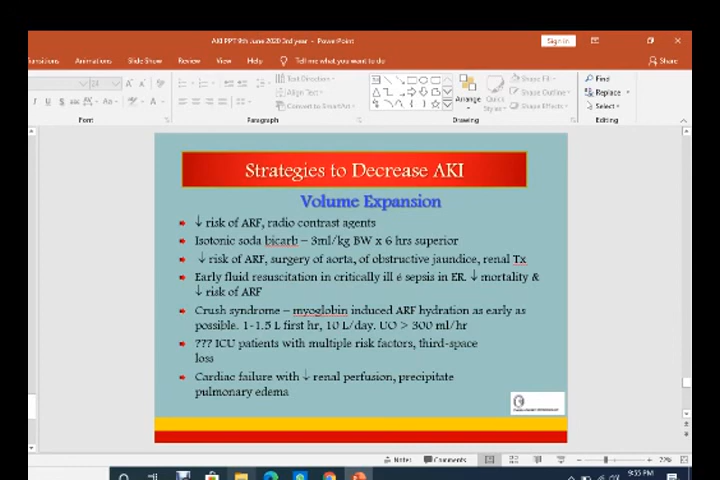 AKI PPT 9th June 2020 3rd year - PowerPoint
Sign in
Transitions Animations Slide Show Review View Help Tell me what you want to do
Share
24
Text Direction
Align Text
Convert to SmartArt
Arrange
Quick Styles
Shape Fill
Shape Outline
Shape Effects
Find
Replace
Select
Font Paragraph Drawing Editing
Strategies to Decrease AKI
Volume Expansion
↓ risk of ARF, radio contrast agents
Isotonic soda bicarb – 3ml/kg BW x 6 hrs superior
↓ risk of ARF, surgery of aorta, of obstructive jaundice, renal Tx
Early fluid resuscitation in critically ill é sepsis in ER. ↓ mortality &
↓ risk of ARF
Crush syndrome – myoglobin induced ARF hydration as early as
possible. 1-1.5 L first hr, 10 L/day. UO > 300 ml/hr
??? ICU patients with multiple risk factors, third-space
loss
Cardiac failure with ↓ renal perfusion, precipitate
pulmonary edema
Notes Comments 72%
9:55 PM